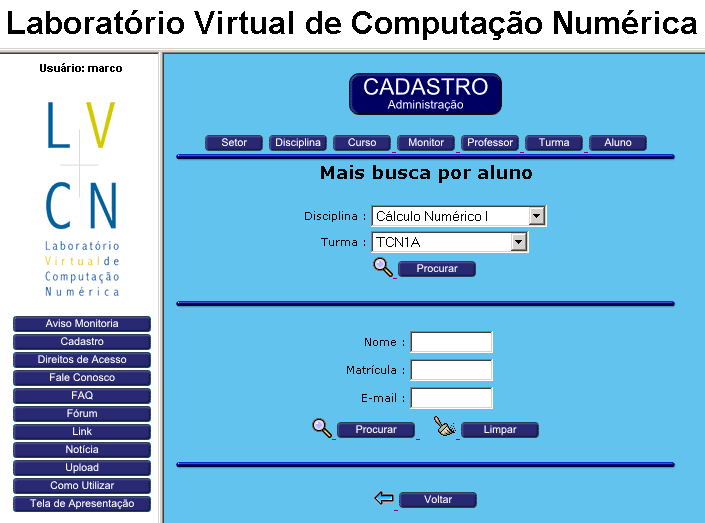 Laboratório Virtual de Computação Numérica
Usuário: marco
L V
C N
Laboratório
Virtual de
Computação
Numérica
Aviso Monitoria
Cadastro
Direitos de Acesso
Fale Conosco
FAQ
Fórum
Link
Notícia
Upload
Como Utilizar
Tela de Apresentação
CADASTRO
Administração
Setor Disciplina Curso Monitor Professor Turma Aluno
Mais busca por aluno
Disciplina : Cálculo Numérico I
Turma : TCN1A
Procurar
Nome :
Matrícula :
E-mail :
Procurar Limpar
Voltar